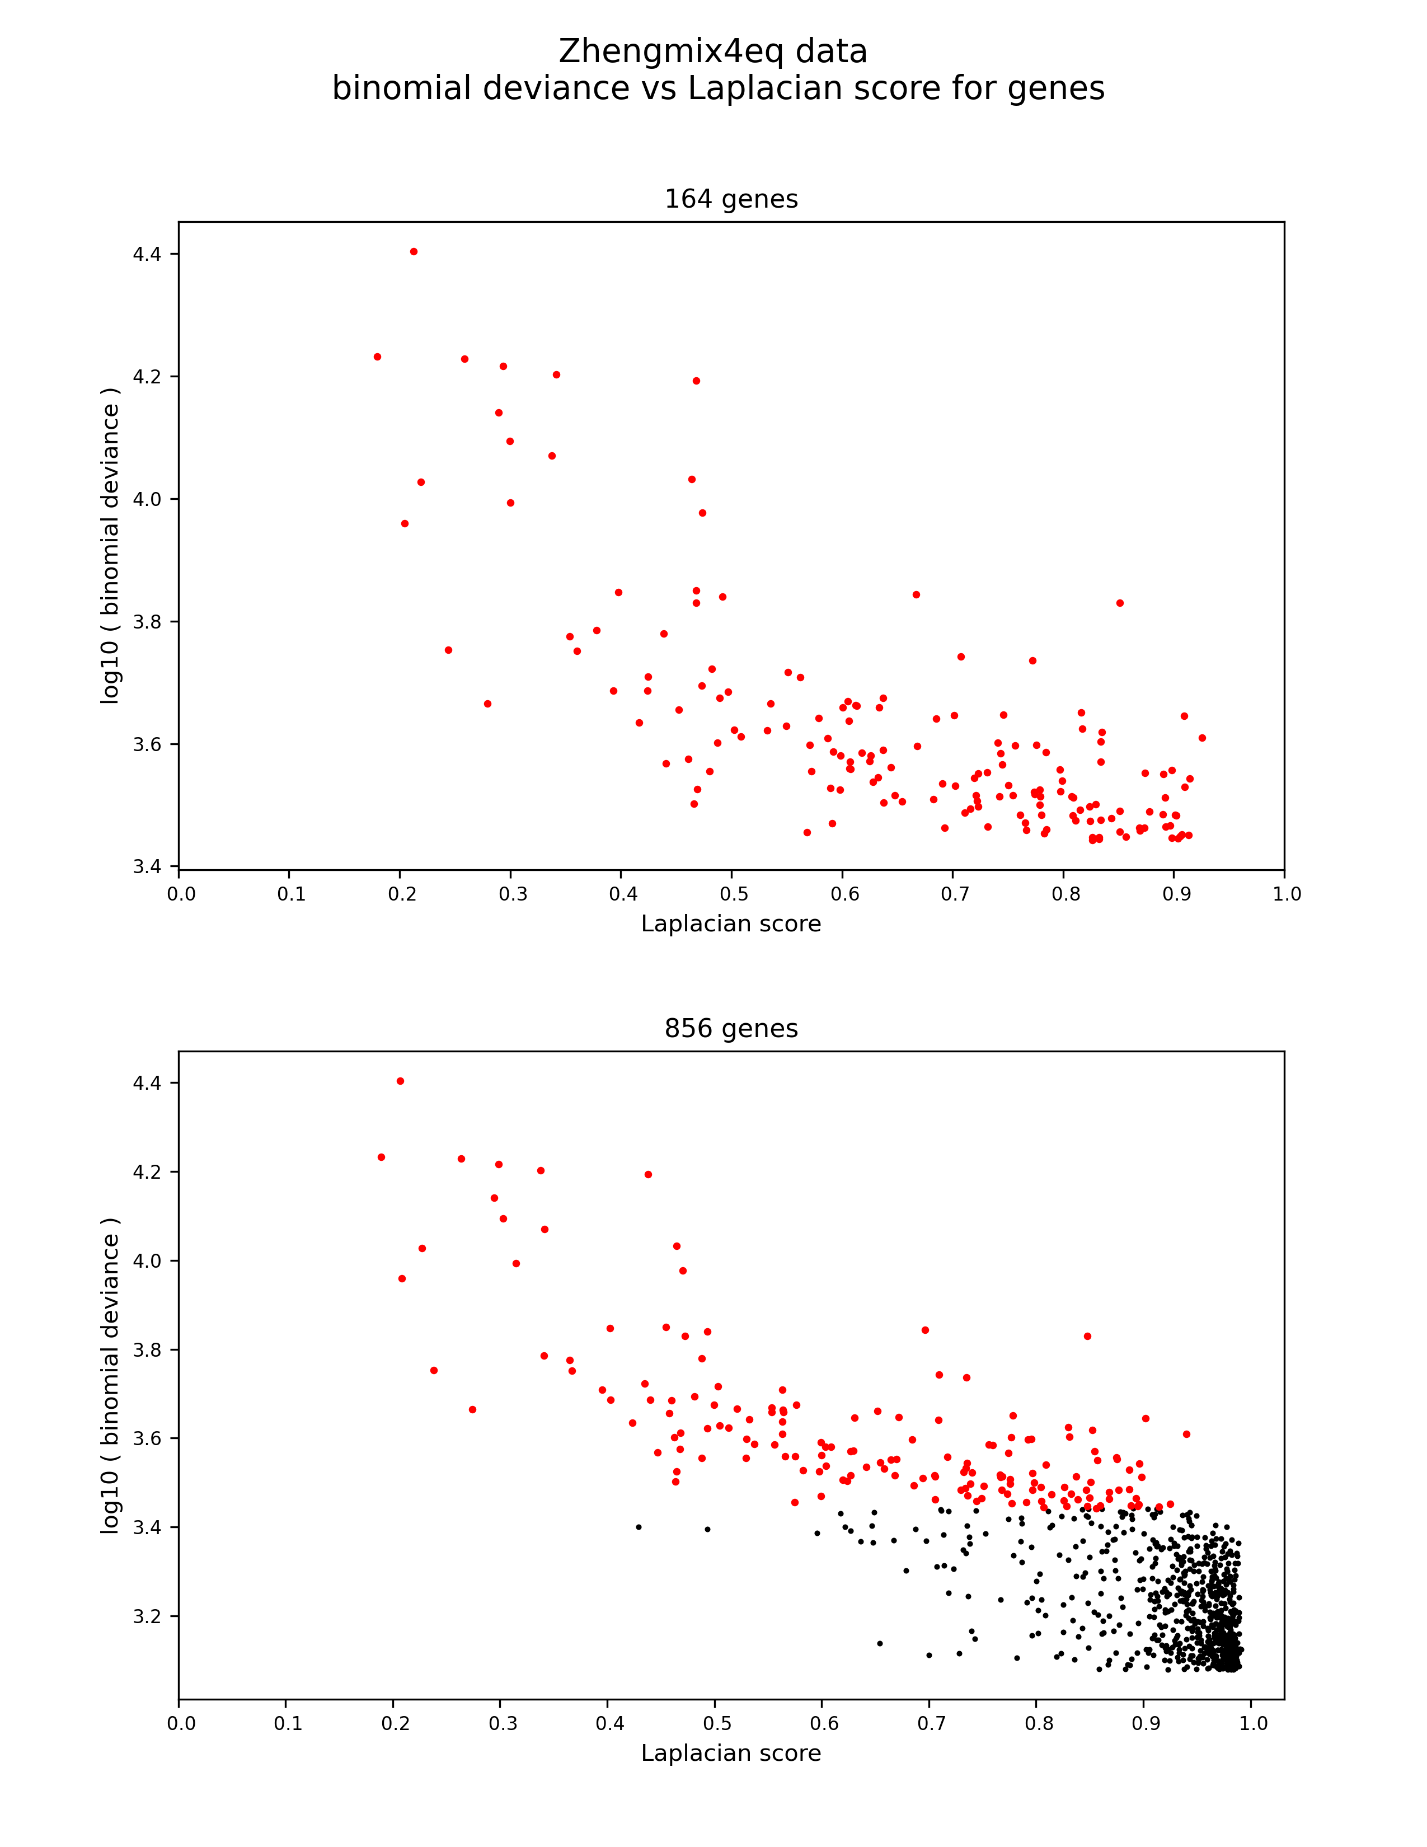 Zhengmix4eq data
binomial deviance vs Laplacian score for genes
164 genes
log10 ( binomial deviance )
4.4
4.2
4.0
3.8
3.6
3.4
0.0 0.1 0.2 0.3 0.4 0.5 0.6 0.7 0.8 0.9 1.0
Laplacian score
856 genes
log10 ( binomial deviance )
4.4
4.2
4.0
3.8
3.6
3.4
3.2
0.0 0.1 0.2 0.3 0.4 0.5 0.6 0.7 0.8 0.9 1.0
Laplacian score